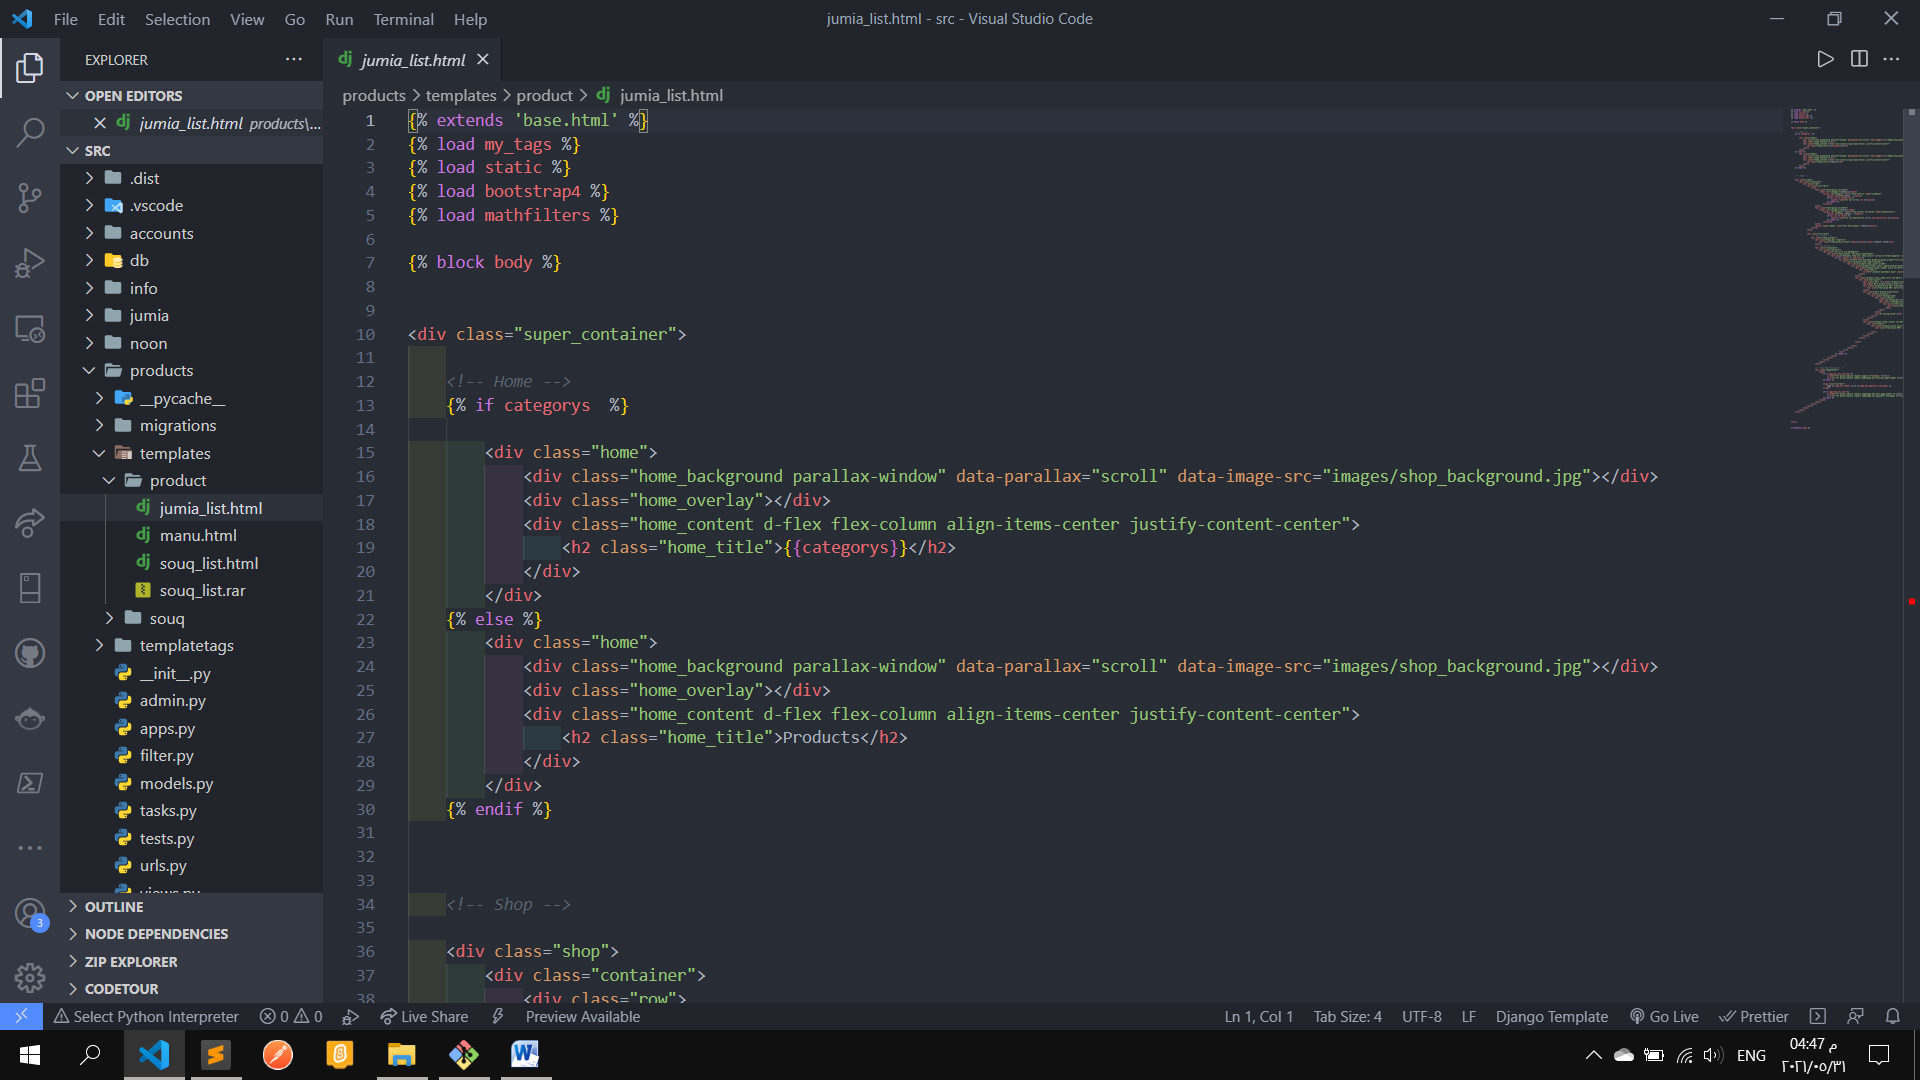 File Edit Selection View Go Run Terminal Help
jumia_list.html - src - Visual Studio Code
EXPLORER
jumia_list.html
OPEN EDITORS
jumia_list.html products\...
SRC
.dist
.vscode
accounts
db
info
jumia
noon
products
__pycache__
migrations
templates
product
jumia_list.html
manu.html
souq_list.html
souq_list.rar
souq
templatetags
__init__.py
admin.py
apps.py
filter.py
models.py
tasks.py
tests.py
urls.py
views.py
OUTLINE
NODE DEPENDENCIES
ZIP EXPLORER
CODETOUR
products > templates > product > jumia_list.html
1 {% extends 'base.html' %}
2 {% load my_tags %}
3 {% load static %}
4 {% load bootstrap4 %}
5 {% load mathfilters %}
6
7 {% block body %}
8
9
10 <div class="super_container">
11
12 <!-- Home -->
13 {% if categorys  %}
14
15 <div class="home">
16 <div class="home_background parallax-window" data-parallax="scroll" data-image-src="images/shop_background.jpg"></div>
17 <div class="home_overlay"></div>
18 <div class="home_content d-flex flex-column align-items-center justify-content-center">
19 <h2 class="home_title">{{categorys}}</h2>
20 </div>
21 </div>
22 {% else %}
23 <div class="home">
24 <div class="home_background parallax-window" data-parallax="scroll" data-image-src="images/shop_background.jpg"></div>
25 <div class="home_overlay"></div>
26 <div class="home_content d-flex flex-column align-items-center justify-content-center">
27 <h2 class="home_title">Products</h2>
28 </div>
29 </div>
30 {% endif %}
31
32
33
34 <!-- Shop -->
35
36 <div class="shop">
37 <div class="container">
38 <div class="row">
3
Select Python Interpreter 0 0 Live Share Preview Available
Ln 1, Col 1 Tab Size: 4 UTF-8 LF Django Template Go Live Prettier
ENG
04:47 م
٢٠٢١/٠٥/٣١